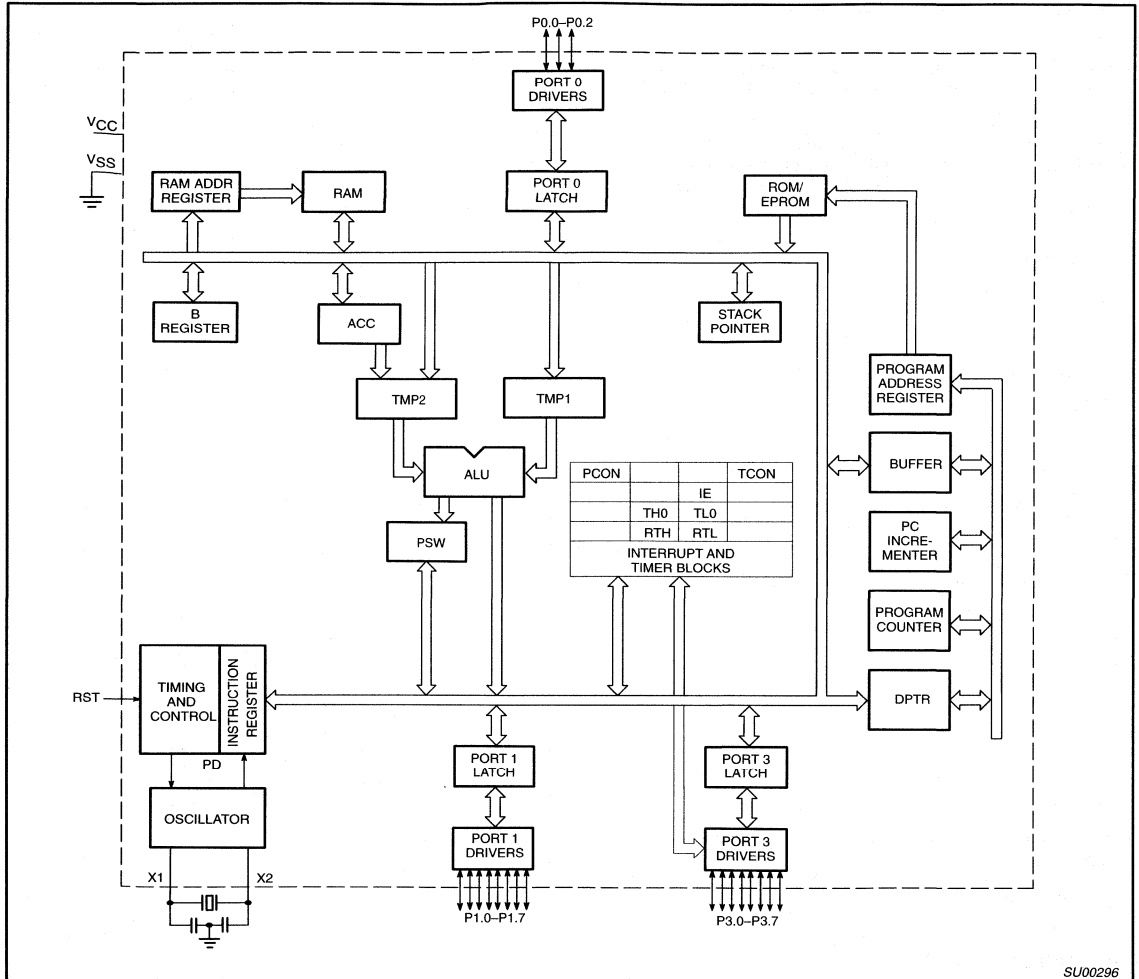 P0.0–P0.2
PORT 0
DRIVERS
VCC
VSS
RAM ADDR
REGISTER
RAM
PORT 0
LATCH
ROM/
EPROM
B
REGISTER
ACC
STACK
POINTER
PROGRAM
ADDRESS
REGISTER
TMP2
TMP1
ALU
BUFFER
PCON
TCON
IE
TH0
TL0
RTH
RTL
INTERRUPT AND
TIMER BLOCKS
PSW
PC
INCRE-
MENTER
PROGRAM
COUNTER
RST
TIMING
AND
CONTROL
INSTRUCTION
REGISTER
DPTR
PD
PORT 1
LATCH
PORT 3
LATCH
OSCILLATOR
PORT 1
DRIVERS
PORT 3
DRIVERS
X1
X2
P1.0–P1.7
P3.0–P3.7
SU00296